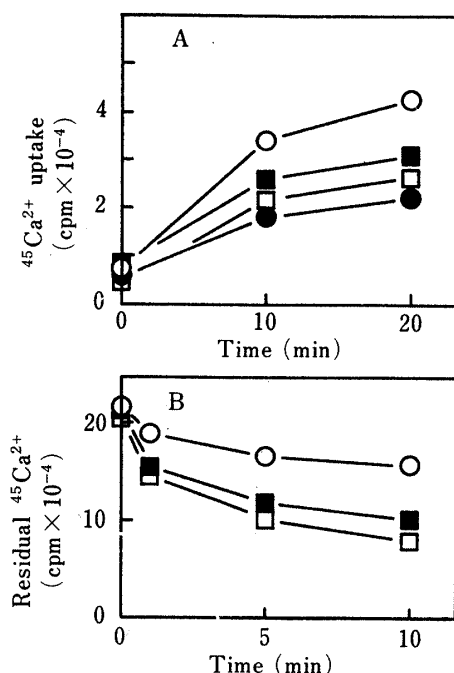 A
4
2
0
⁴⁵Ca²⁺ uptake
(cpm × 10⁻⁴)
0 10 20
Time (min)
B
20
10
0
Residual ⁴⁵Ca²⁺
(cpm × 10⁻⁴)
0 5 10
Time (min)